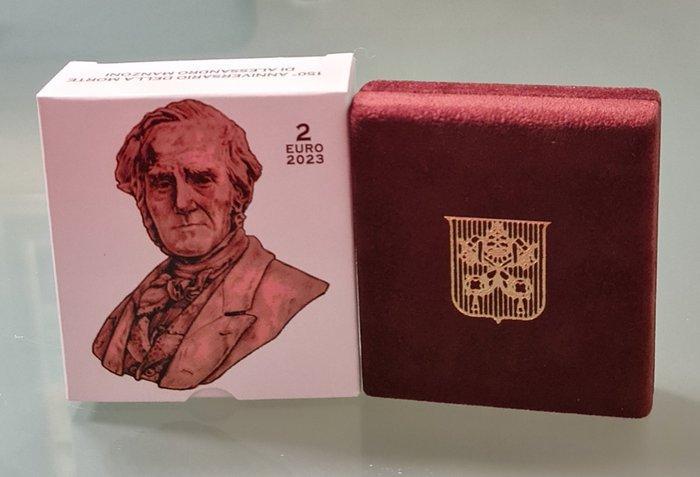 150° ANNIVERSARIO DELLA MORTE
DI ALESSANDRO MANZONI
2
EURO
2023